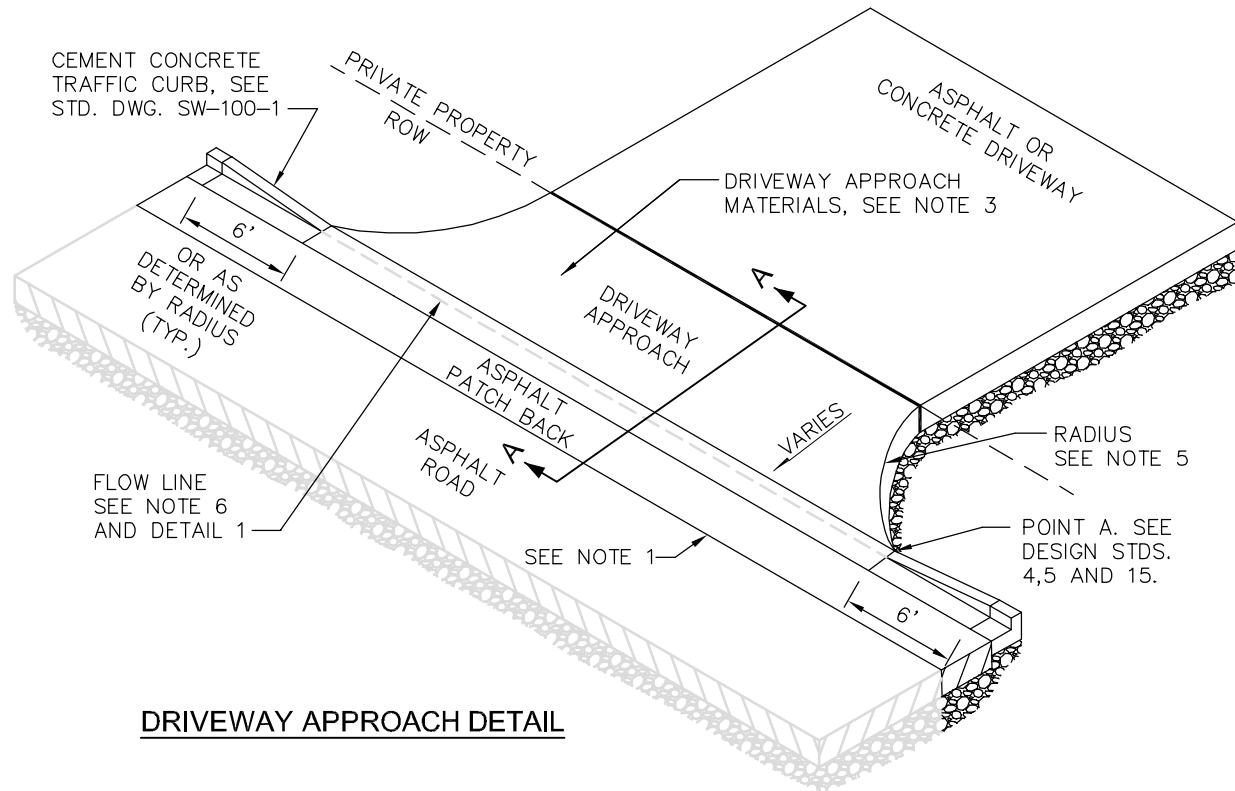 CEMENT CONCRETE
TRAFFIC CURB, SEE
STD. DWG. SW-100-1
PRIVATE PROPERTY
ROW
ASPHALT OR
CONCRETE DRIVEWAY
DRIVEWAY APPROACH
MATERIALS, SEE NOTE 3
6'
OR AS
DETERMINED
BY RADIUS
(TYP.)
A
DRIVEWAY
APPROACH
ASPHALT
PATCH BACK
VARIES
A
ASPHALT
ROAD
RADIUS
SEE NOTE 5
FLOW LINE
SEE NOTE 6
AND DETAIL 1
SEE NOTE 1
POINT A. SEE
DESIGN STDS.
4,5 AND 15.
6'
DRIVEWAY APPROACH DETAIL